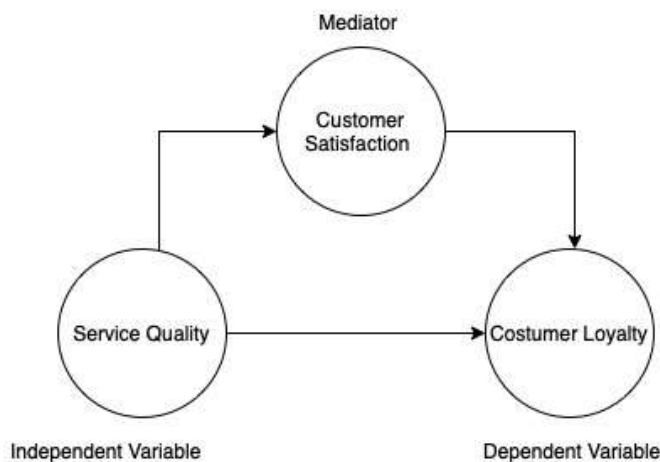 Mediator
Customer
Satisfaction
Service Quality
Costumer Loyalty
Independent Variable
Dependent Variable